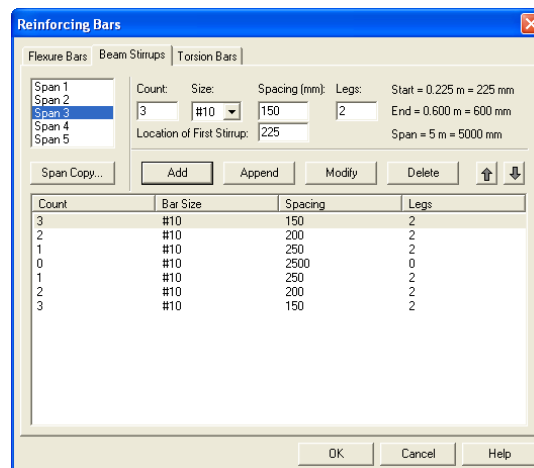 Reinforcing Bars
Flexure Bars Beam Stirrups Torsion Bars
Span 1
Span 2
Span 3
Span 4
Span 5
Count: Size: Spacing (mm): Legs: Start = 0.225 m = 225 mm
3 #10 150 2 End = 0.600 m = 600 mm
Location of First Stirrup: 225 Span = 5 m = 5000 mm
Span Copy... Add Append Modify Delete
Count Bar Size Spacing Legs
3 #10 150 2
2 #10 200 2
1 #10 250 2
0 #10 2500 0
1 #10 250 2
2 #10 200 2
3 #10 150 2
OK Cancel Help